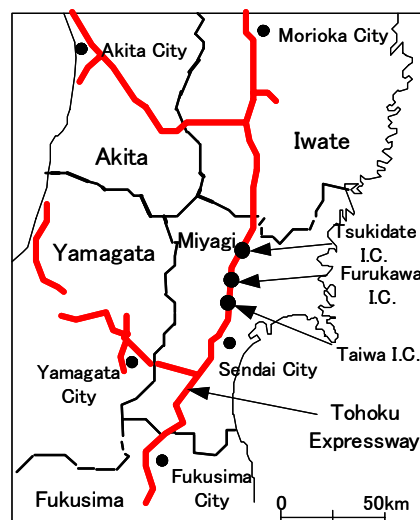 Akita City
Morioka City
Akita
Iwate
Yamagata
Miyagi
Tsukidate
I.C.
Furukawa
I.C.
Taiwa I.C.
Sendai City
Yamagata
City
Tohoku
Expressway
Fukusima
City
Fukusima
0
50km